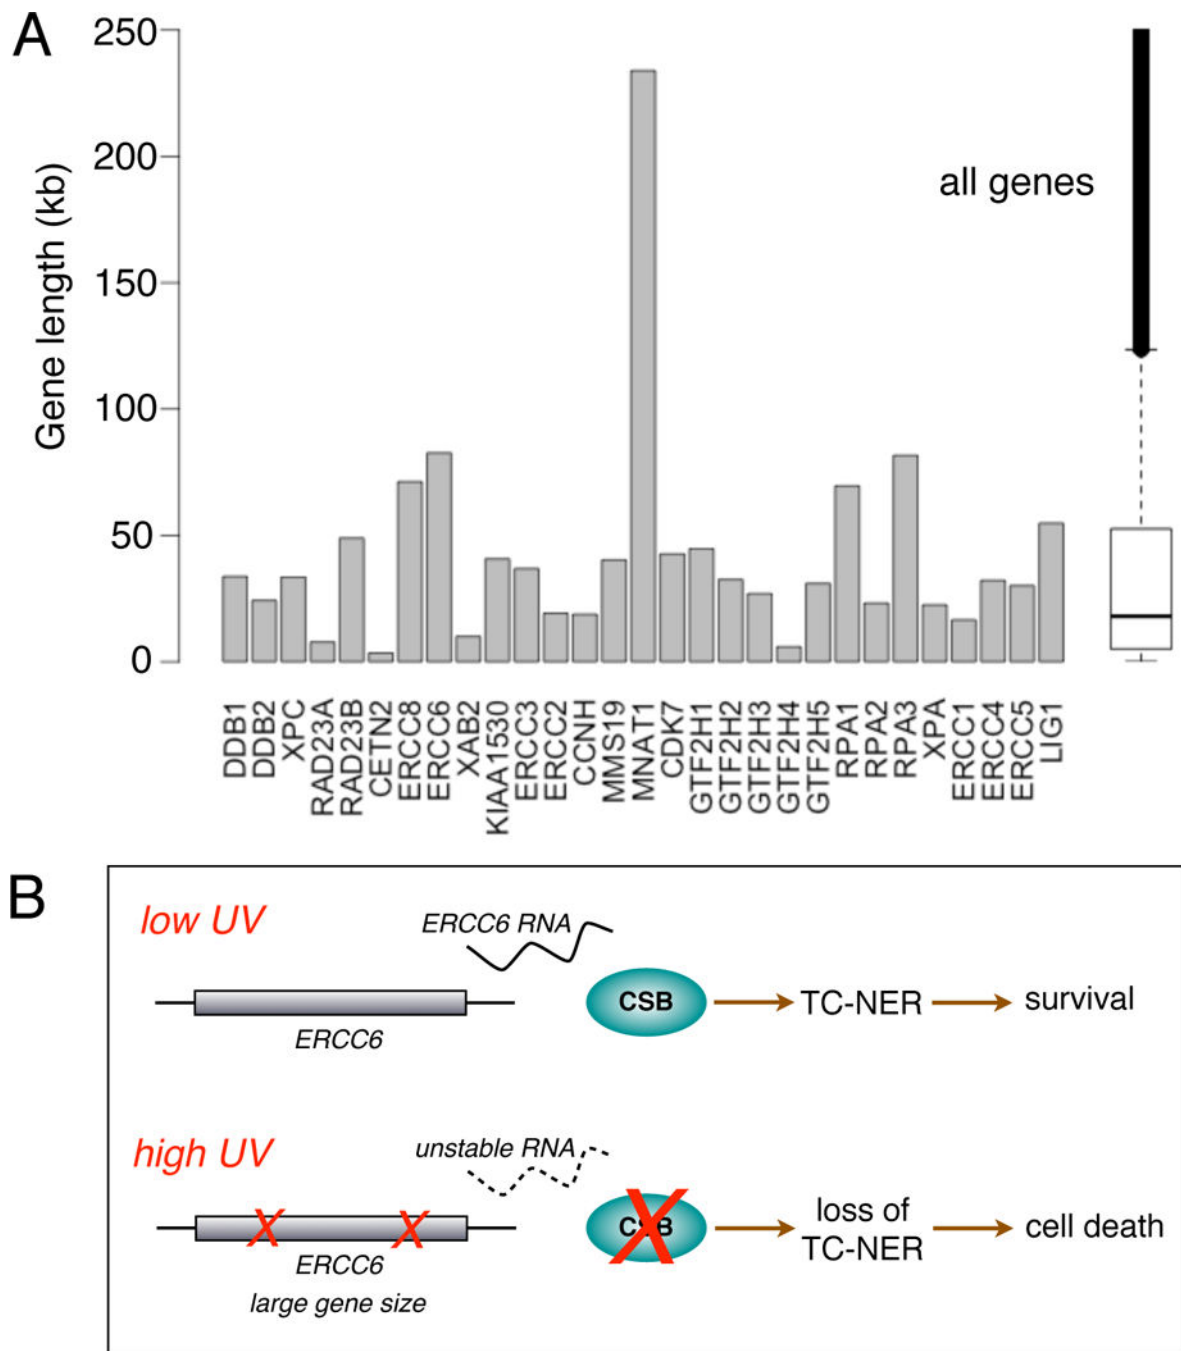 A
250
200
150
100
50
0
Gene length (kb)
all genes
DDB1
DDB2
XPC
RAD23A
RAD23B
CETN2
ERCC8
ERCC6
XAB2
KIAA1530
ERCC3
ERCC2
CCNH
MMS19
MNAT1
CDK7
GTF2H1
GTF2H2
GTF2H3
GTF2H4
GTF2H5
RPA1
RPA2
RPA3
XPA
ERCC1
ERCC4
ERCC5
LIG1
B
low UV
ERCC6 RNA
ERCC6
CSB
TC-NER
survival
high UV
unstable RNA
ERCC6
large gene size
CSB
loss of
TC-NER
cell death